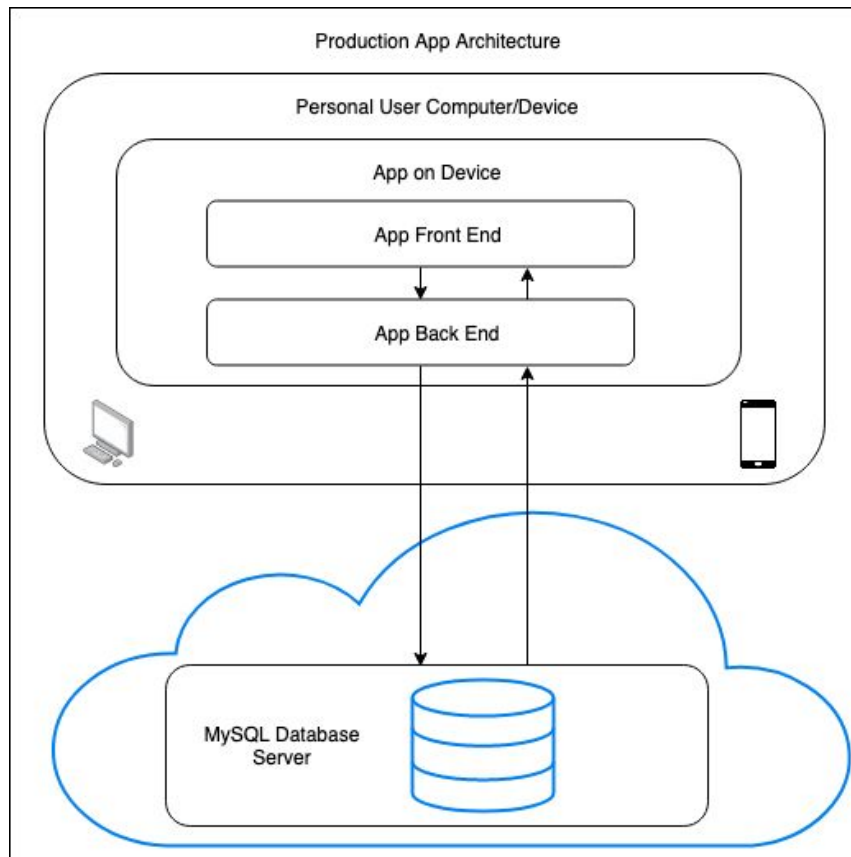 Production App Architecture
Personal User Computer/Device
App on Device
App Front End
App Back End
MySQL Database
Server